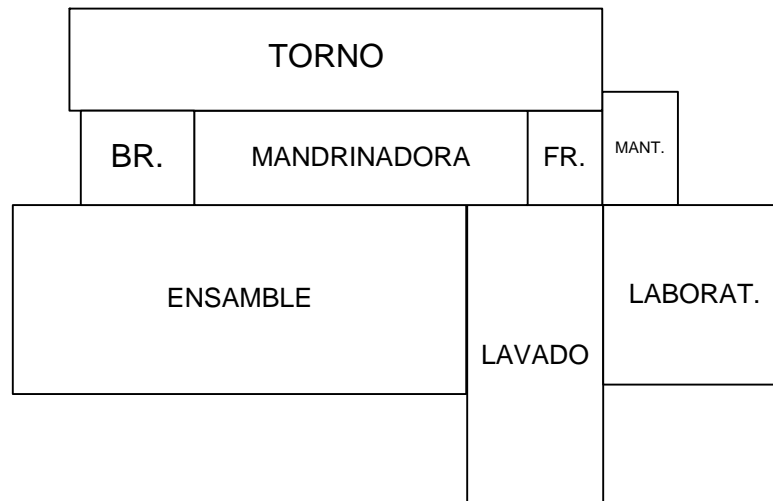 TORNO
BR.
MANDRINADORA
FR.
MANT.
ENSAMBLE
LAVADO
LABORAT.